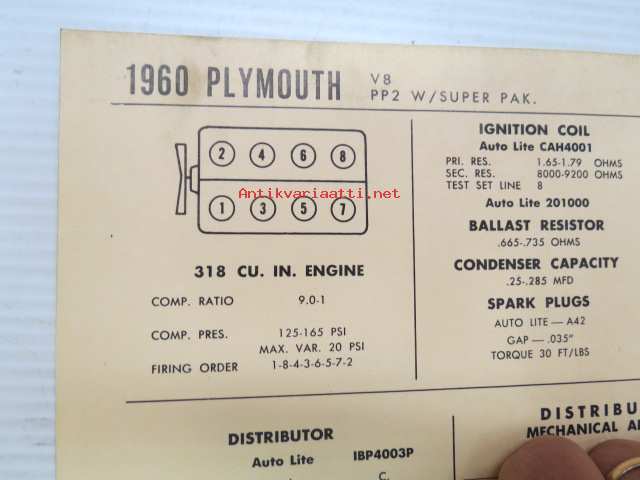 1960 PLYMOUTH V8
PP2 W/SUPER PAK.
2 4 6 8
Antikvariaatti.net
1 3 5 7
318 CU. IN. ENGINE
COMP. RATIO 9.0-1
COMP. PRES. 125-165 PSI
MAX. VAR. 20 PSI
FIRING ORDER 1-8-4-3-6-5-7-2
IGNITION COIL
Auto Lite CAH4001
PRI. RES. 1.65-1.79 OHMS
SEC. RES. 8000-9200 OHMS
TEST SET LINE 8
Auto Lite 201000
BALLAST RESISTOR
.665-.735 OHMS
CONDENSER CAPACITY
.25-.285 MFD
SPARK PLUGS
AUTO LITE — A42
GAP — .035"
TORQUE 30 FT/LBS
DISTRIBUTOR
Auto Lite IBP4003P
C.
DISTRIBU
MECHANICAL A